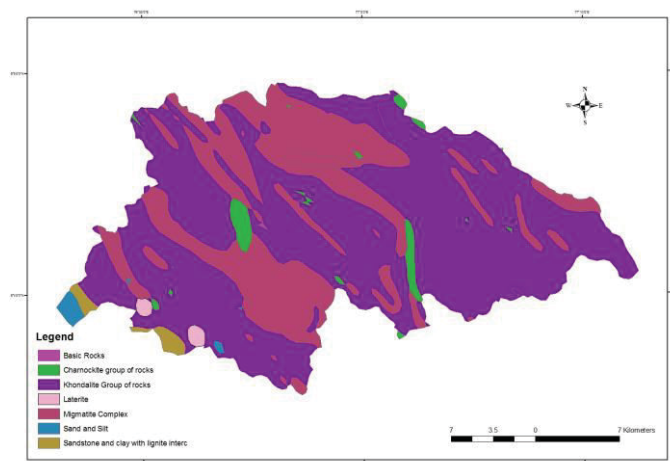 N
W E
S
Legend
Basic Rocks
Charnockite group of rocks
Khondalite Group of rocks
Laterite
Migmatite Complex
Sand and Silt
Sandstone and clay with lignite interc
7 3.5 0 7 Kilometers